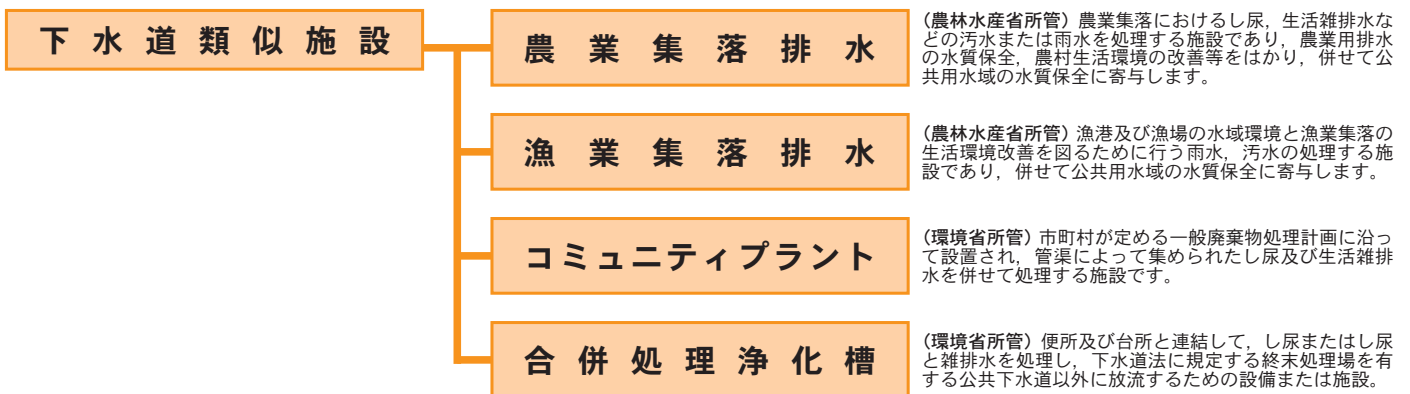 下水道類似施設
農業集落排水
(農林水産省所管) 農業集落におけるし尿，生活雑排水な
どの汚水または雨水を処理する施設であり，農業用排水
の水質保全，農村生活環境の改善等をはかり，併せて公
共用水域の水質保全に寄与します。
漁業集落排水
(農林水産省所管) 漁港及び漁場の水域環境と漁業集落の
生活環境改善を図るために行う雨水，汚水の処理する施
設であり，併せて公共用水域の水質保全に寄与します。
コミュニティプラント
(環境省所管) 市町村が定める一般廃棄物処理計画に沿っ
て設置され，管渠によって集められたし尿及び生活雑排
水を併せて処理する施設です。
合併処理浄化槽
(環境省所管) 便所及び台所と連結して，し尿またはし尿
と雑排水を処理し，下水道法に規定する終末処理場を有
する公共下水道以外に放流するための設備または施設。